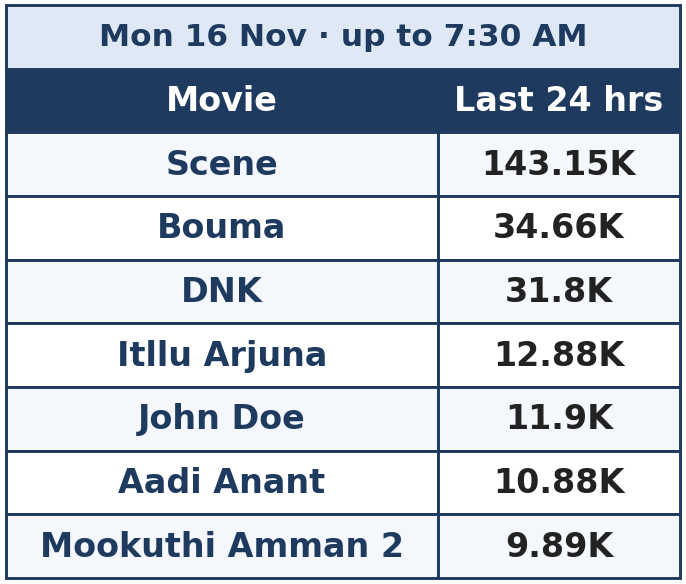 Mon 16 Nov · up to 7:30 AM
Movie Last 24 hrs
Scene 143.15K
Bouma 34.66K
DNK 31.8K
Itllu Arjuna 12.88K
John Doe 11.9K
Aadi Anant 10.88K
Mookuthi Amman 2 9.89K